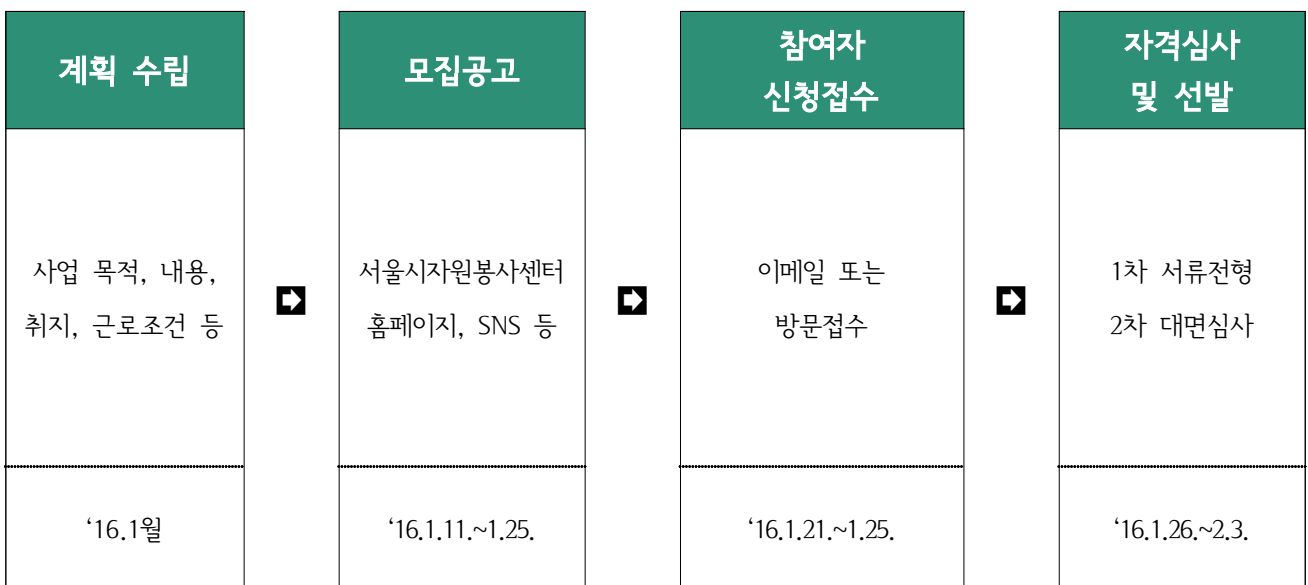 계획 수립
사업 목적, 내용,
취지, 근로조건 등
‘16.1월
모집공고
서울시자원봉사센터
홈페이지, SNS 등
‘16.1.11.~1.25.
참여자
신청접수
이메일 또는
방문접수
‘16.1.21.~1.25.
자격심사
및 선발
1차 서류전형
2차 대면심사
‘16.1.26.~2.3.